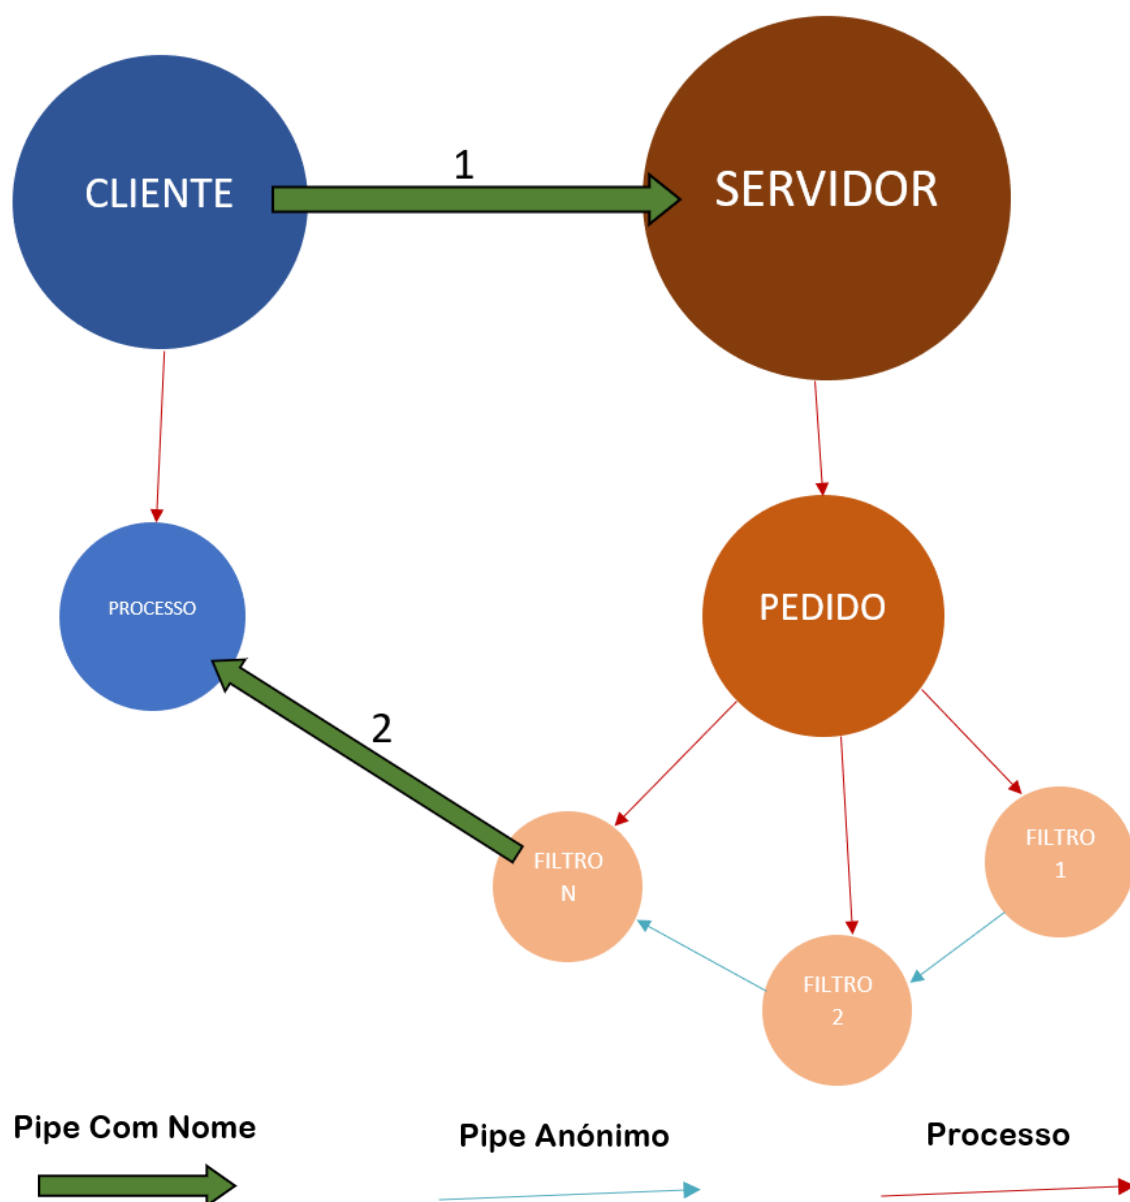 1
CLIENTE
SERVIDOR
PROCESSO
PEDIDO
2
FILTRO
N
FILTRO
1
FILTRO
2
Pipe Com Nome
Pipe Anónimo
Processo